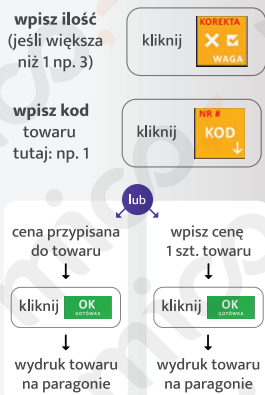 wpisz ilość
(jeśli większa
niż 1 np. 3)
kliknij
KOREKTA
WAGA
wpisz kod
towaru
tutaj: np. 1
kliknij
NR #
KOD
lub
cena przypisana
do towaru
kliknij OK
GOTÓWKA
wydruk towaru
na paragonie
wpisz cenę
1 szt. towaru
kliknij OK
GOTÓWKA
wydruk towaru
na paragonie